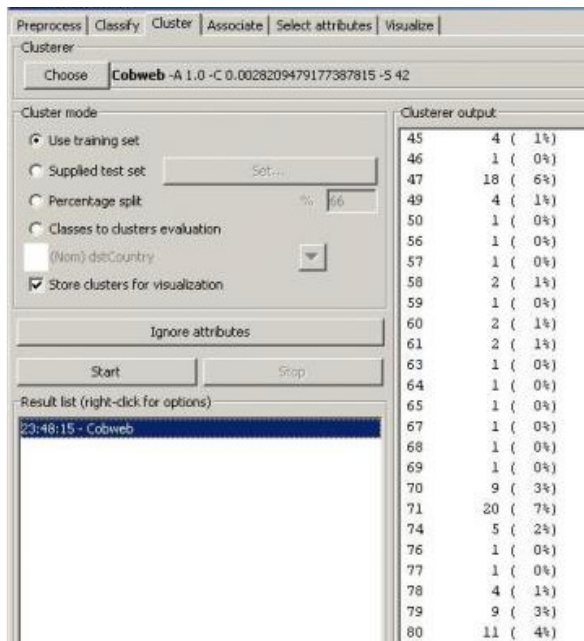 Preprocess Classify Cluster Associate Select attributes Visualize
Clusterer
Choose Cobweb -A 1.0 -C 0.0028209479177387815 -S 42
Cluster mode
Use training set
Supplied test set Set...
Percentage split % 66
Classes to clusters evaluation
(Nom) dstCountry
Store clusters for visualization
Ignore attributes
Start Stop
Result list (right-click for options)
23:48:15 - Cobweb
Clusterer output
45 4 ( 1%)
46 1 ( 0%)
47 18 ( 6%)
49 4 ( 1%)
50 1 ( 0%)
56 1 ( 0%)
57 1 ( 0%)
58 2 ( 1%)
59 1 ( 0%)
60 2 ( 1%)
61 2 ( 1%)
63 1 ( 0%)
64 1 ( 0%)
65 1 ( 0%)
67 1 ( 0%)
68 1 ( 0%)
69 1 ( 0%)
70 9 ( 3%)
71 20 ( 7%)
74 5 ( 2%)
76 1 ( 0%)
77 1 ( 0%)
78 4 ( 1%)
79 9 ( 3%)
80 11 ( 4%)